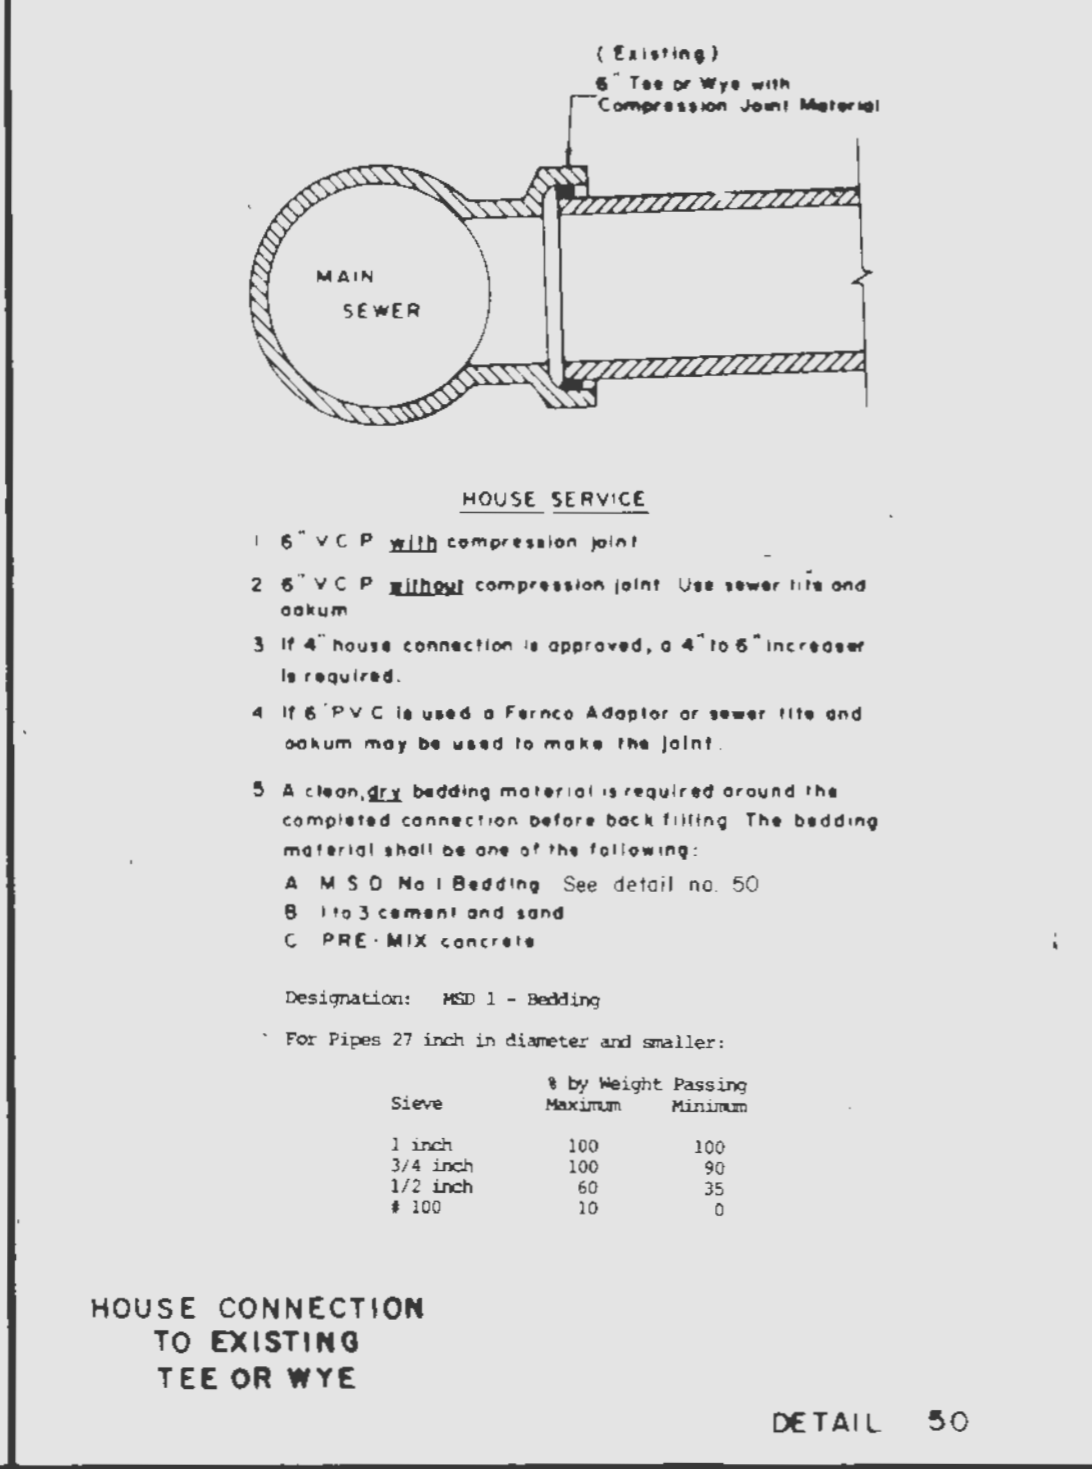 ( Existing )
6" Tee or Wye with
Compression Joint Material
MAIN
SEWER
HOUSE SERVICE
1 6" V C P with compression joint
2 6" V C P without compression joint Use sewer tite and
oakum
3 If 4" house connection is approved, a 4" to 6" increaser
is required.
4 If 6" P V C is used a Fernco Adaptor or sewer tite and
oakum may be used to make the joint.
5 A clean, dry bedding material is required around the
completed connection before back filling The bedding
material shall be one of the following:
A M S D No 1 Bedding See detail no. 50
B 1 to 3 cement and sand
C PRE-MIX concrete
Designation: MSD 1 - Bedding
For Pipes 27 inch in diameter and smaller:
% by Weight Passing
Sieve Maximum Minimum
1 inch 100 100
3/4 inch 100 90
1/2 inch 60 35
# 100 10 0
HOUSE CONNECTION
TO EXISTING
TEE OR WYE
DETAIL 50